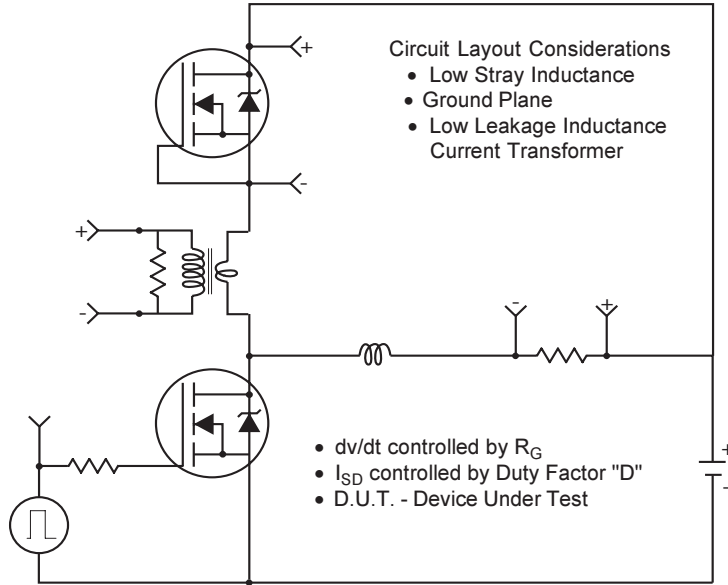 +
Circuit Layout Considerations
• Low Stray Inductance
• Ground Plane
• Low Leakage Inductance
Current Transformer
-
+
-
- +
• dv/dt controlled by RG
• ISD controlled by Duty Factor "D"
• D.U.T. - Device Under Test
+
-